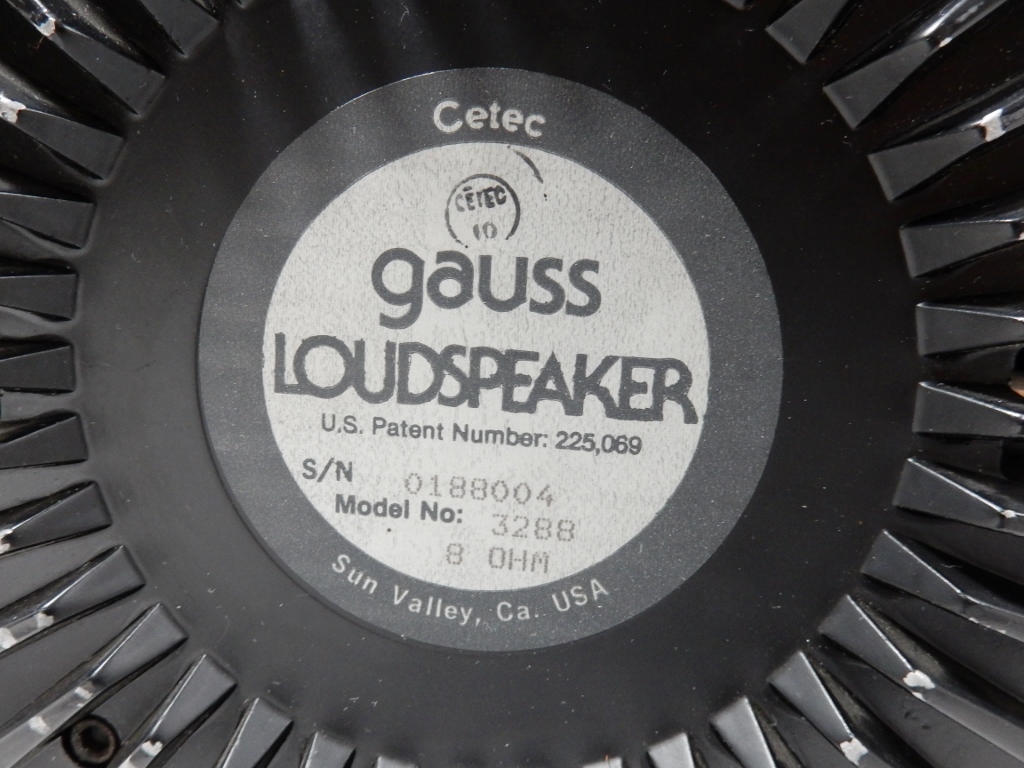 Cetec
CETEC
10
gauss
LOUDSPEAKER
U.S. Patent Number: 225,069
S/N 0188004
Model No: 3288
8 OHM
Sun Valley, Ca. USA